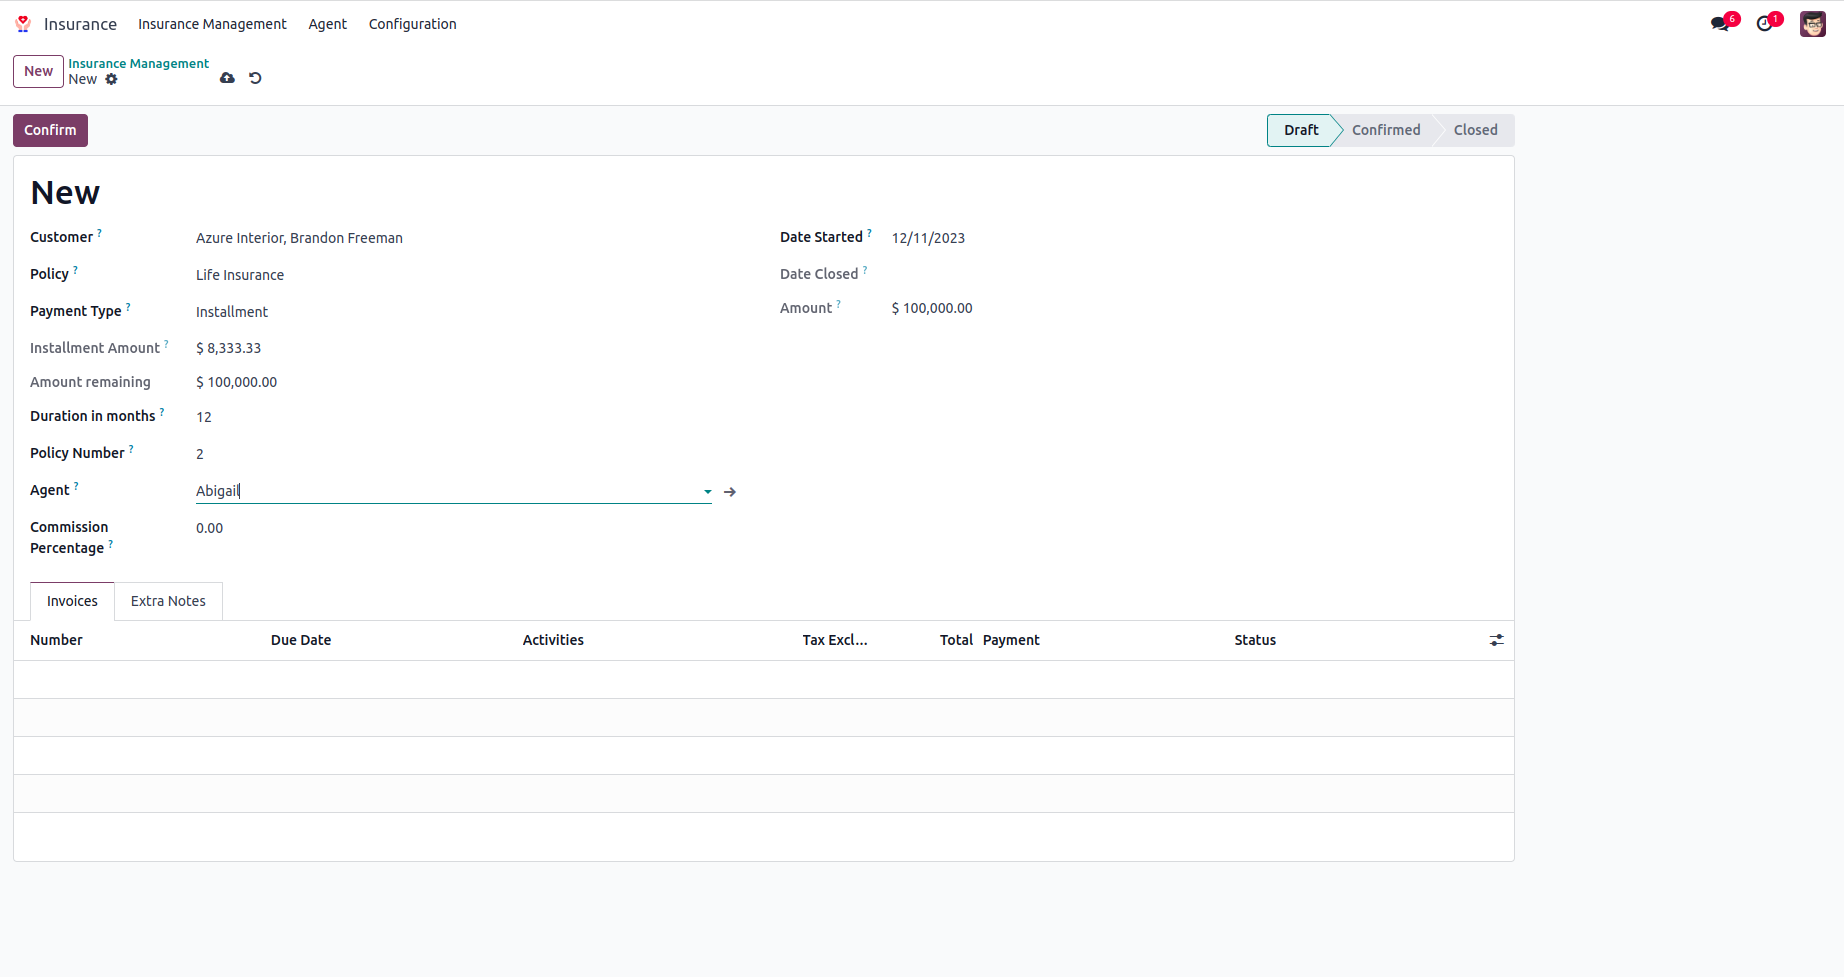 Insurance Insurance Management Agent Configuration 6 1
New Insurance Management
New
Confirm Draft Confirmed Closed
New
Customer ? Azure Interior, Brandon Freeman Date Started ? 12/11/2023
Policy ? Life Insurance Date Closed ?
Payment Type ? Installment Amount ? $ 100,000.00
Installment Amount ? $ 8,333.33
Amount remaining $ 100,000.00
Duration in months ? 12
Policy Number ? 2
Agent ? Abigail
Commission 0.00
Percentage ?
Invoices Extra Notes
Number Due Date Activities Tax Excl... Total Payment Status